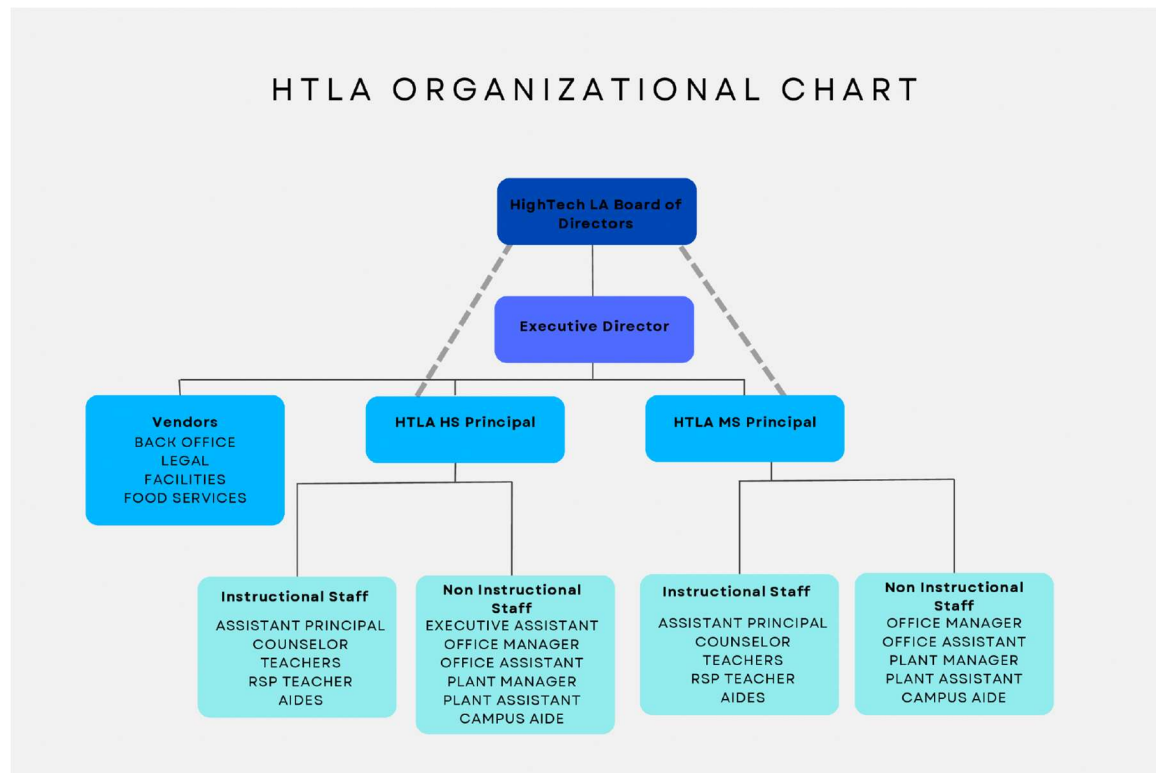 HTLA ORGANIZATIONAL CHART
HighTech LA Board of
Directors
Executive Director
Vendors
BACK OFFICE
LEGAL
FACILITIES
FOOD SERVICES
HTLA HS Principal
HTLA MS Principal
Instructional Staff
ASSISTANT PRINCIPAL
COUNSELOR
TEACHERS
RSP TEACHER
AIDES
Non Instructional
Staff
EXECUTIVE ASSISTANT
OFFICE MANAGER
OFFICE ASSISTANT
PLANT MANAGER
PLANT ASSISTANT
CAMPUS AIDE
Instructional Staff
ASSISTANT PRINCIPAL
COUNSELOR
TEACHERS
RSP TEACHER
AIDES
Non Instructional
Staff
OFFICE MANAGER
OFFICE ASSISTANT
PLANT MANAGER
PLANT ASSISTANT
CAMPUS AIDE